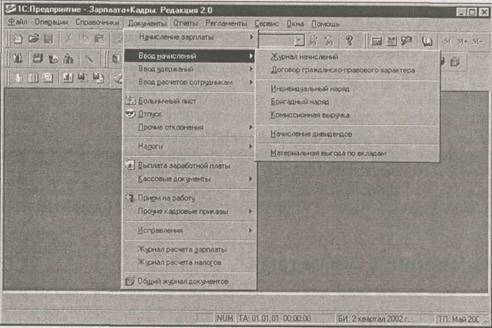 1С:Предприятие - Зарплата+Кадры. Редакция 2.0
Файл Операции Справочники Документы Отчеты Регламенты Сервис Окна Помощь
Начисление зарплаты
Ввод начислений
Ввод удержаний
Ввод расчетов сотрудникам
Больничный лист
Отпуск
Прочие отклонения
Налоги
Выплата заработной платы
Кассовые документы
Прием на работу
Прочие кадровые приказы
Исправления
Журнал расчета зарплаты
Журнал расчета налогов
Общий журнал документов
Журнал начислений
Договор гражданско-правового характера
Индивидуальный наряд
Бригадный наряд
Комиссионная выручка
Начисление дивидендов
Материальная выгода по вкладам
M M+ M-
NUM ТА: 01.01.01 00:00:00 БИ: 2 квартал 2002 г. ТП: Май 200